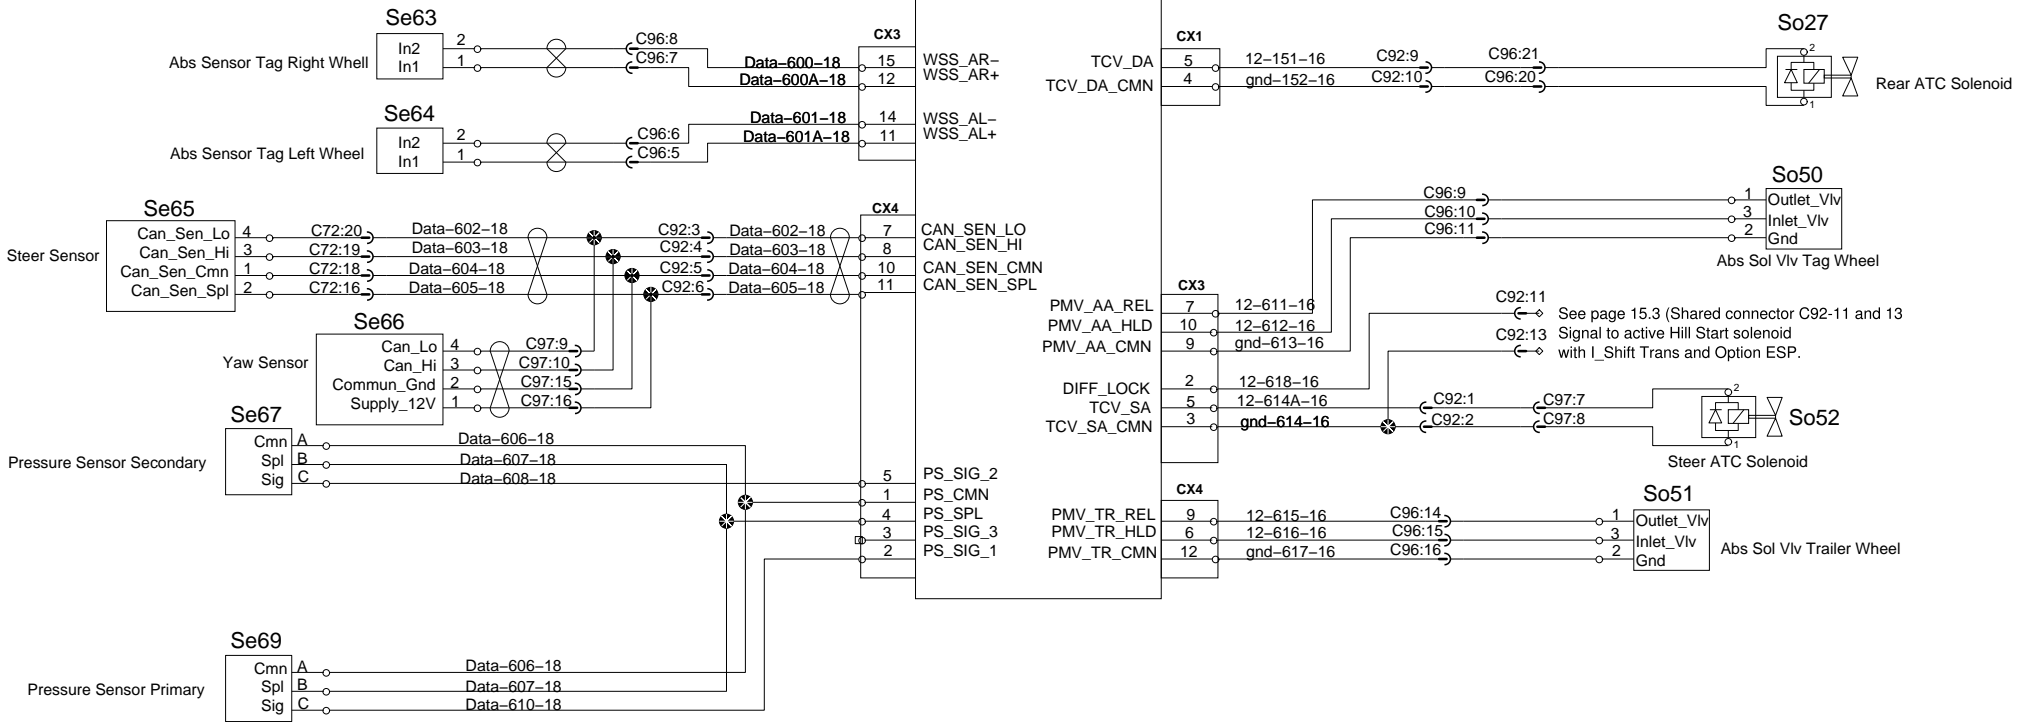 Se63
Abs Sensor Tag Right Whell
In2 2 C96:8
In1 1 C96:7
Data-600-18
Data-600A-18
CX3
15 WSS_AR-
12 WSS_AR+
Se64
Abs Sensor Tag Left Wheel
In2 2 C96:6
In1 1 C96:5
Data-601-18
Data-601A-18
14 WSS_AL-
11 WSS_AL+
Se65
Steer Sensor
CX4
Can_Sen_Lo 4 C72:20 Data-602-18 C92:3 Data-602-18 7 CAN_SEN_LO
Can_Sen_Hi 3 C72:19 Data-603-18 C92:4 Data-603-18 8 CAN_SEN_HI
Can_Sen_Cmn 1 C72:18 Data-604-18 C92:5 Data-604-18 10 CAN_SEN_CMN
Can_Sen_Spl 2 C72:16 Data-605-18 C92:6 Data-605-18 11 CAN_SEN_SPL
Se66
Yaw Sensor
Can_Lo 4 C97:9
Can_Hi 3 C97:10
Commun_Gnd 2 C97:15
Supply_12V 1 C97:16
Se67
Pressure Sensor Secondary
Cmn A Data-606-18
Spl B Data-607-18
Sig C Data-608-18
5 PS_SIG_2
1 PS_CMN
4 PS_SPL
3 PS_SIG_3
2 PS_SIG_1
Se69
Pressure Sensor Primary
Cmn A Data-606-18
Spl B Data-607-18
Sig C Data-610-18
CX1
TCV_DA 5 12-151-16 C92:9 C96:21
TCV_DA_CMN 4 gnd-152-16 C92:10 C96:20
So27
2
1
Rear ATC Solenoid
So50
C96:9 1 Outlet_Vlv
C96:10 3 Inlet_Vlv
C96:11 2 Gnd
Abs Sol Vlv Tag Wheel
CX3
PMV_AA_REL 7 12-611-16
PMV_AA_HLD 10 12-612-16
PMV_AA_CMN 9 gnd-613-16
C92:11 See page 15.3 (Shared connector C92-11 and 13
C92:13 Signal to active Hill Start solenoid
with I_Shift Trans and Option ESP.
DIFF_LOCK 2 12-618-16
TCV_SA 5 12-614A-16 C92:1 C97:7
TCV_SA_CMN 3 gnd-614-16 C92:2 C97:8
2
1
So52
Steer ATC Solenoid
CX4
So51
PMV_TR_REL 9 12-615-16 C96:14 1 Outlet_Vlv
PMV_TR_HLD 6 12-616-16 C96:15 3 Inlet_Vlv
PMV_TR_CMN 12 gnd-617-16 C96:16 2 Gnd
Abs Sol Vlv Trailer Wheel